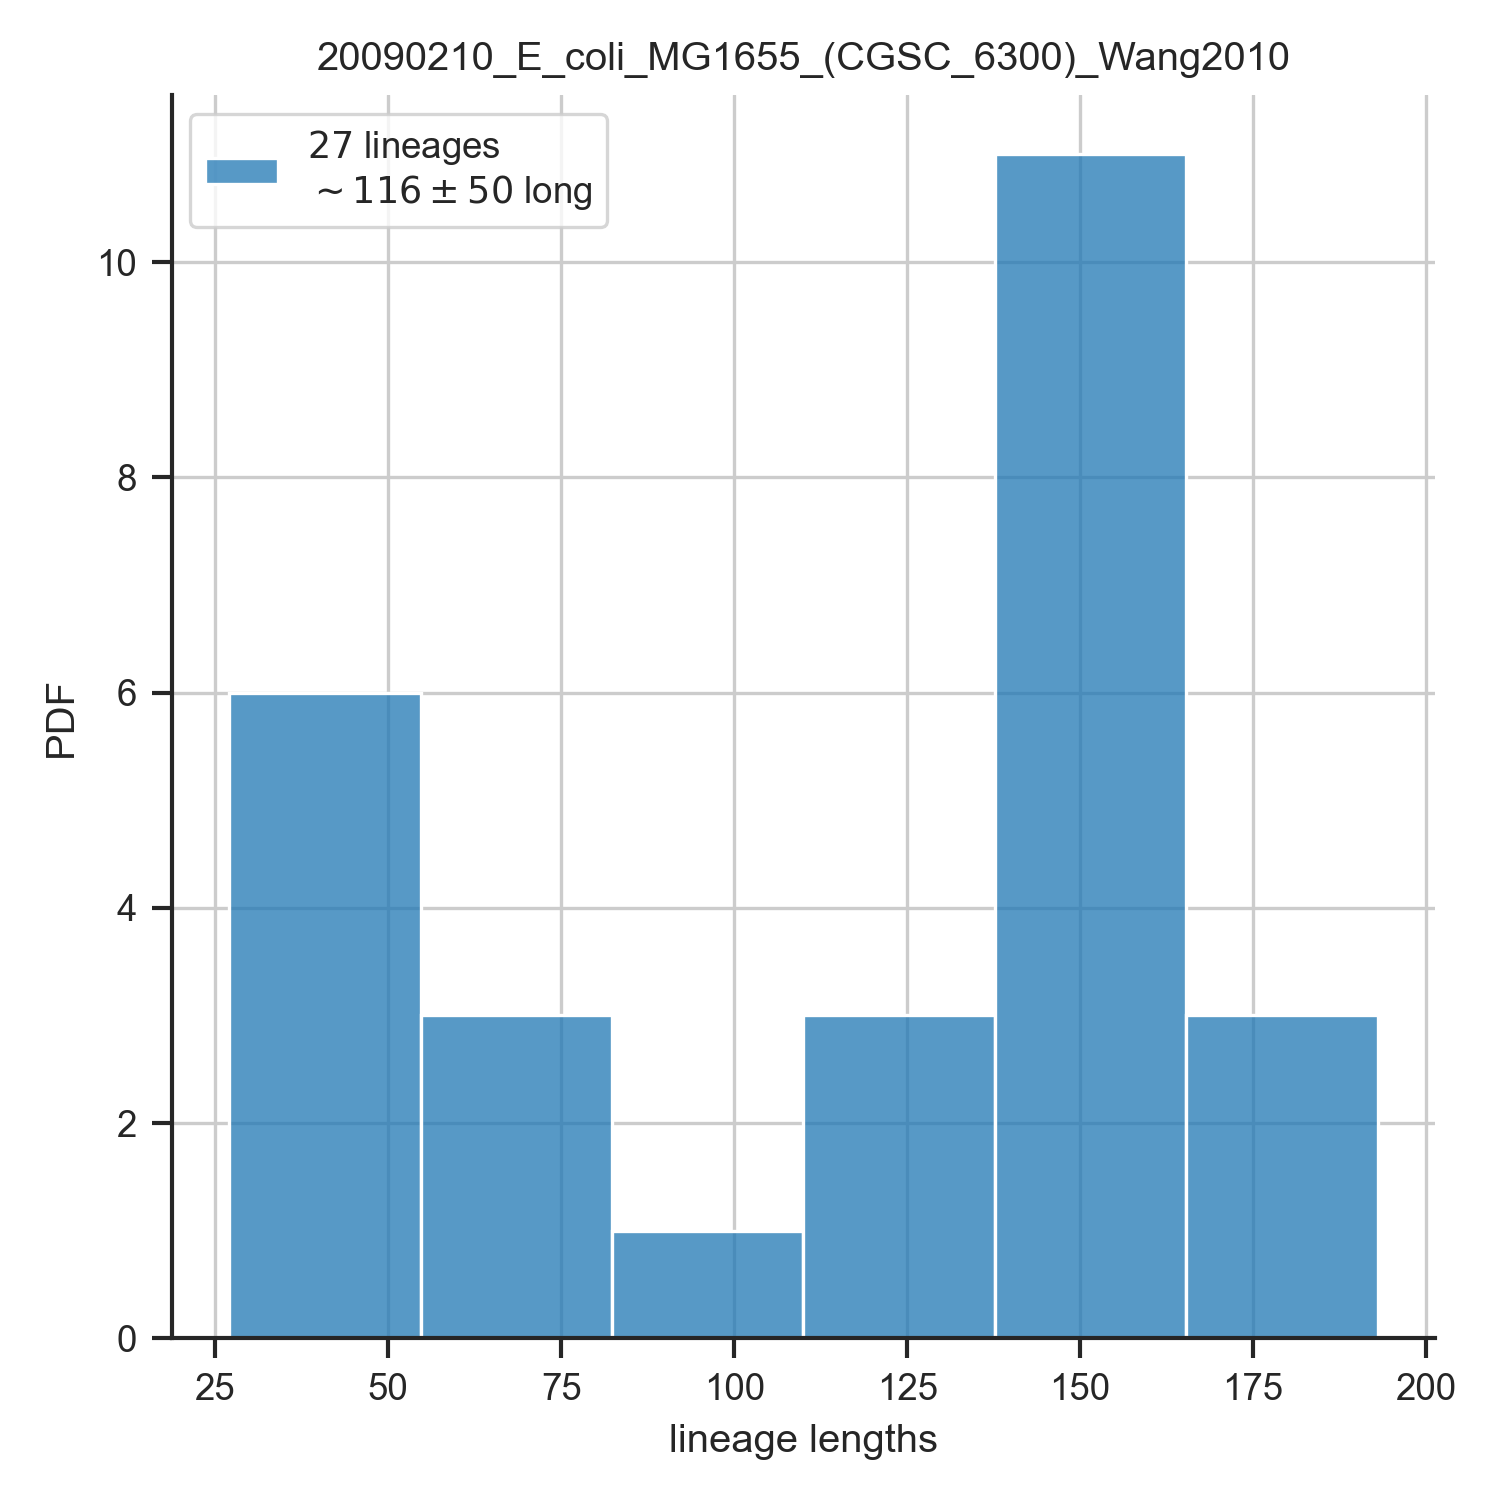 20090210_E_coli_MG1655_(CGSC_6300)_Wang2010
27 lineages
~116 ± 50 long
10
8
6
4
2
0
PDF
25 50 75 100 125 150 175 200
lineage lengths